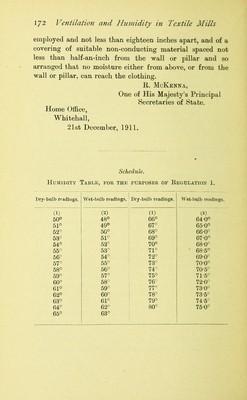 172 Ventilation and Humidity in Textile Mills
employed and not less than eighteen inches apart, and of a
covering of suitable non-conducting material spaced not
less than half-an-inch from the wall or pillar and so
arranged that no moisture either from above, or from the
wall or pillar, can reach the clothing.
R. McKENNA,
One of His Majesty's Principal
Secretaries of State.
Home Office,
Whitehall,
21st December, 1911.
Schedule.
HUMIDITY TABLE, FOR THE PURPOSES OF REGULATION 1.
Dry-bulb readings. Wet-bulb readings. Dry-bulb readings. Wet-bulb readings.
(1) (2) (1) (2)
50° 48° 66° 64·0°
51° 49° 67° 65·0°
52° 50° 68° 66·0°
53° 51° 69° 67·0°
54° 52° 70° 68·0°
55° 53° 71° 68·5°
56° 54° 72° 69·0°
57° 55° 73° 70·0°
58° 56° 74° 70·5°
59° 57° 75° 71·5°
60° 58° 76° 72·0°
61° 59° 77° 73·0°
62° 60° 78° 73·5°
63° 61° 79° 74·5°
64° 62° 80° 75·0°
65° 63°